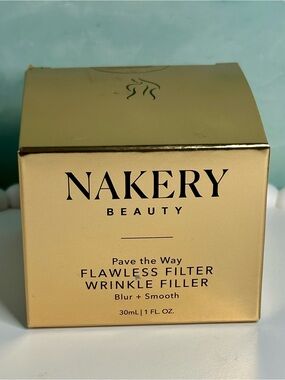 NAKERY
BEAUTY
Pave the Way
FLAWLESS FILTER
WRINKLE FILLER
Blur + Smooth
30mL | 1 FL. OZ.